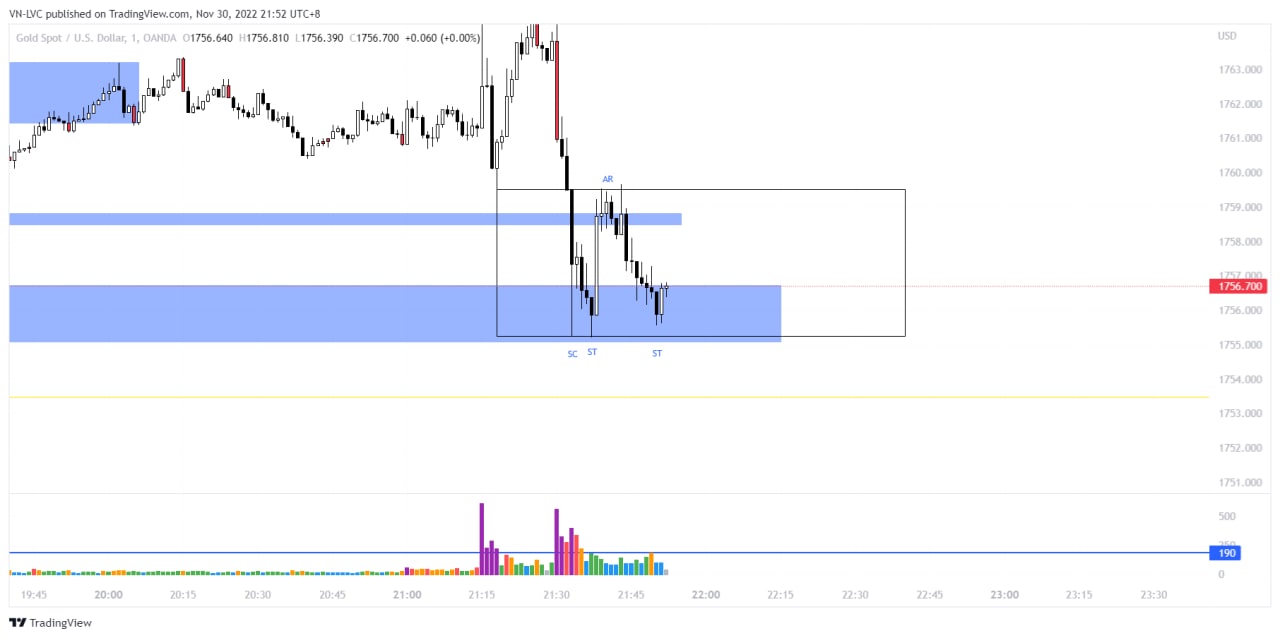 VN-LVC published on TradingView.com, Nov 30, 2022 21:52 UTC+8
Gold Spot / U.S. Dollar, 1, OANDA O1756.640 H1756.810 L1756.390 C1756.700 +0.060 (+0.00%)
USD
1763.000
1762.000
1761.000
1760.000
AR
1759.000
1758.000
1757.000
1756.700
1756.000
1755.000
SC ST ST
1754.000
1753.000
1752.000
1751.000
500
250
190
0
19:45 20:00 20:15 20:30 20:45 21:00 21:15 21:30 21:45 22:00 22:15 22:30 22:45 23:00 23:15 23:30
TradingView